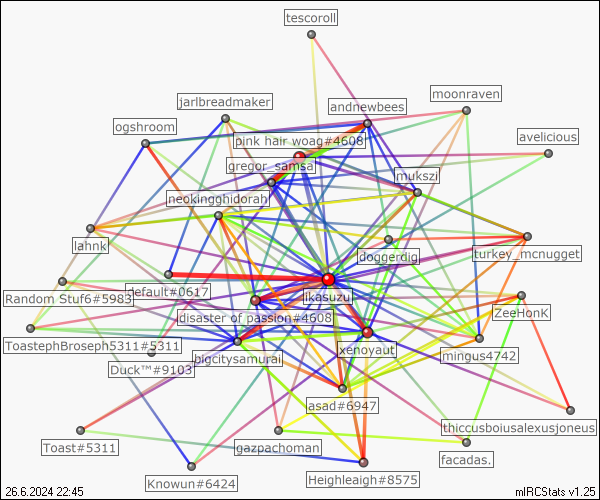 tescoroll
moonraven
jarlbreadmaker
andnewbees
ogshroom
pink hair woag#4608
avelicious
gregor_samsa
mukszi
neokingghidorah
lahnk
doggerdig
turkey_mcnugget
default#0617
likasuzu
Random Stuf6#5983
ZeeHonK
disaster of passion#4608
ToastephBroseph5311#5311
xenoyaut
mingus4742
bigcitysamurai
Duck™#9103
asad#6947
thiccusboiusalexusjoneus
Toast#5311
gazpachoman
facadas.
Knowun#6424
Heighleaigh#8575
26.6.2024 22:45
mIRCStats v1.25